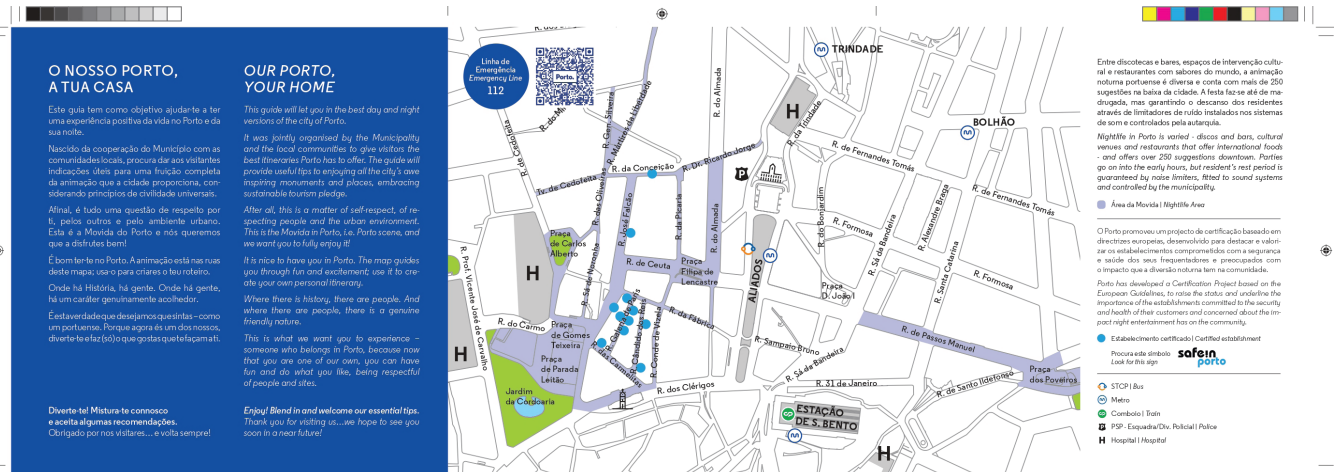 O NOSSO PORTO,
A TUA CASA
Este guia tem como objetivo ajudar-te a ter
uma experiência positiva da vida no Porto e da
sua noite.
Nascido da cooperação do Município com as
comunidades locais, procura dar aos visitantes
indicações úteis para uma fruição completa
da animação que a cidade proporciona, con-
siderando princípios de civilidade universais.
Afinal, é tudo uma questão de respeito por
ti, pelos outros e pelo ambiente urbano.
Esta é a Movida do Porto e nós queremos
que a disfrutes bem!
É bom ter-te no Porto. A animação está nas ruas
deste mapa; usa-o para criares o teu roteiro.
Onde há História, há gente. Onde há gente,
há um caráter genuinamente acolhedor.
É esta verdade que desejamos que sintas – como
um portuense. Porque agora és um dos nossos,
diverte-te e faz (só) o que gostas que te façam a ti.
Diverte-te! Mistura-te connosco
e aceita algumas recomendações.
Obrigado por nos visitares... e volta sempre!
OUR PORTO,
YOUR HOME
This guide will let you in the best day and night
versions of the city of Porto.
It was jointly organised by the Municipality
and the local communities to give visitors the
best itineraries Porto has to offer. The guide will
provide useful tips to enjoying all the city's awe
inspiring monuments and places, embracing
sustainable tourism pledge.
After all, this is a matter of self-respect, of re-
specting people and the urban environment.
This is the Movida in Porto, i.e. Porto scene, and
we want you to fully enjoy it!
It is nice to have you in Porto. The map guides
you through fun and excitement; use it to cre-
ate your own personal itinerary.
Where there is history, there are people. And
where there are people, there is a genuine
friendly nature.
This is what we want you to experience –
someone who belongs in Porto, because now
that you are one of our own, you can have
fun and do what you like, being respectful
of people and sites.
Enjoy! Blend in and welcome our essential tips.
Thank you for visiting us...we hope to see you
soon in a near future!
Linha de
Emergência
Emergency Line
112
Porto.
R. de Cedofeita
R. Gen. Silveira
R. Mártires da Liberdade
R. do Almada
TRINDADE
H
R. da Trindade
BOLHÃO
R. da Conceição
R. Dr. Ricardo Jorge
P
R. de Fernandes Tomás
R. de Fernandes Tomás
Tv. de Cedofeita
R. das Oliveiras
R. José Falcão
R. da Picaria
R. do Almada
R. do Bonjardim
R. Formosa
R. Sá da Bandeira
R. Alexandre Braga
R. Santa Catarina
R. Formosa
Praça
de Carlos
Alberto
R. Sá de Noronha
R. de Ceuta
Praça
Filipa de
Lencastre
ALIADOS
Praça
D. João I
R. Prof. Vicente José de Carvalho
H
H
R. do Carmo
Praça
de Gomes
Teixeira
Praça
de Parada
Leitão
R. Galeria de Paris
R. Cândido dos Reis
R. Conde de Vizela
R. das Carmelitas
R. da Fábrica
R. Sampaio Bruno
R. Sá da Bandeira
R. de Passos Manuel
Praça
dos Poveiros
R. de Santo Ildefonso
R. 31 de Janeiro
R. dos Clérigos
Jardim
da Cordoaria
ESTAÇÃO
DE S. BENTO
H
Entre discotecas e bares, espaços de intervenção cultu-
ral e restaurantes com sabores do mundo, a animação
noturna portuense é diversa e conta com mais de 250
sugestões na baixa da cidade. A festa faz-se até de ma-
drugada, mas garantindo o descanso dos residentes
através de limitadores de ruído instalados nos sistemas
de som e controlados pela autarquia.
Nightlife in Porto is varied - discos and bars, cultural
venues and restaurants that offer international foods
- and offers over 250 suggestions downtown. Parties
go on into the early hours, but resident's rest period is
guaranteed by noise limiters, fitted to sound systems
and controlled by the municipality.
Área da Movida | Nightlife Area
O Porto promoveu um projeto de certificação baseado em
directrizes europeias, desenvolvido para destacar e valori-
zar os estabelecimentos comprometidos com a segurança
e saúde dos seus frequentadores e preocupados com
o impacto que a diversão noturna tem na comunidade.
Porto has developed a Certification Project based on the
European Guidelines, to raise the status and underline the
importance of the establishments committed to the security
and health of their customers and concerned about the im-
pact night entertainment has on the community.
Estabelecimento certificado | Certified establishment
Procura este símbolo
Look for this sign
safe!n
porto
STCP | Bus
Metro
Comboio | Train
PSP - Esquadra/Div. Policial | Police
H Hospital | Hospital